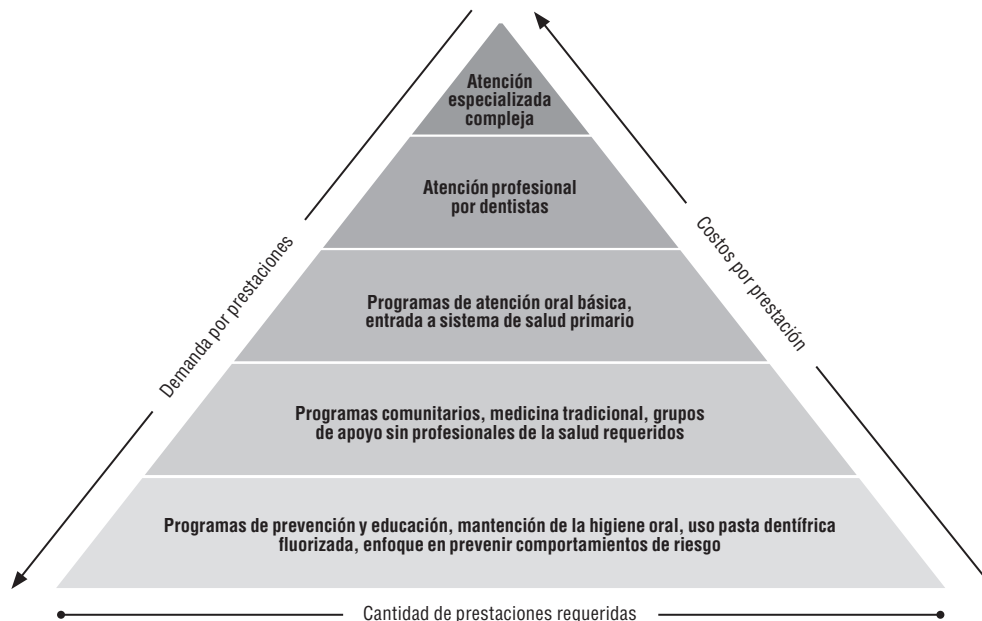 Atención
especializada
compleja
Atención profesional
por dentistas
Demanda por prestaciones
Costos por prestación
Programas de atención oral básica,
entrada a sistema de salud primario
Programas comunitarios, medicina tradicional, grupos
de apoyo sin profesionales de la salud requeridos
Programas de prevención y educación, mantención de la higiene oral, uso pasta dentífrica
fluorizada, enfoque en prevenir comportamientos de riesgo
Cantidad de prestaciones requeridas